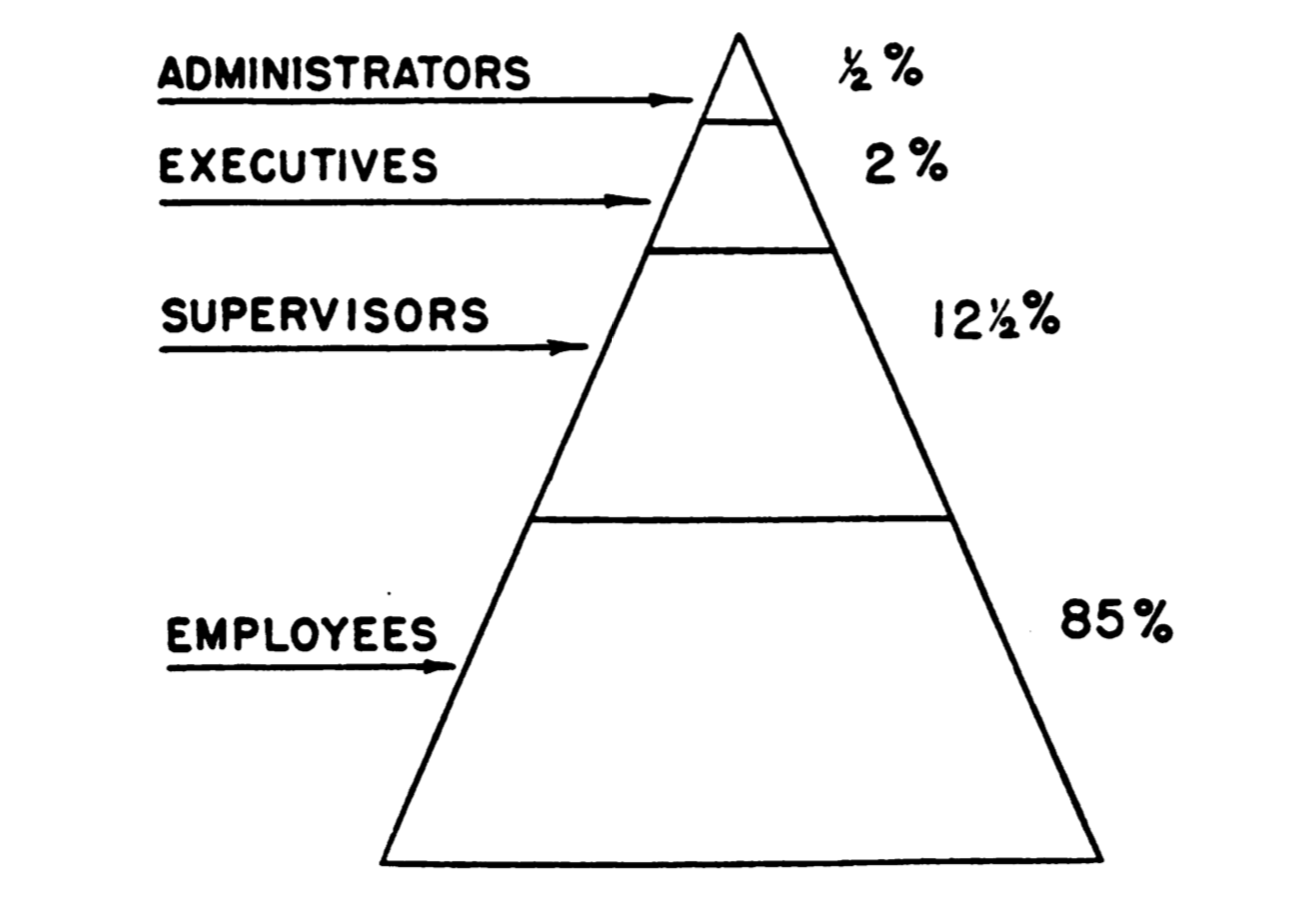 ADMINISTRATORS
½%
EXECUTIVES
2%
SUPERVISORS
12½%
EMPLOYEES
85%